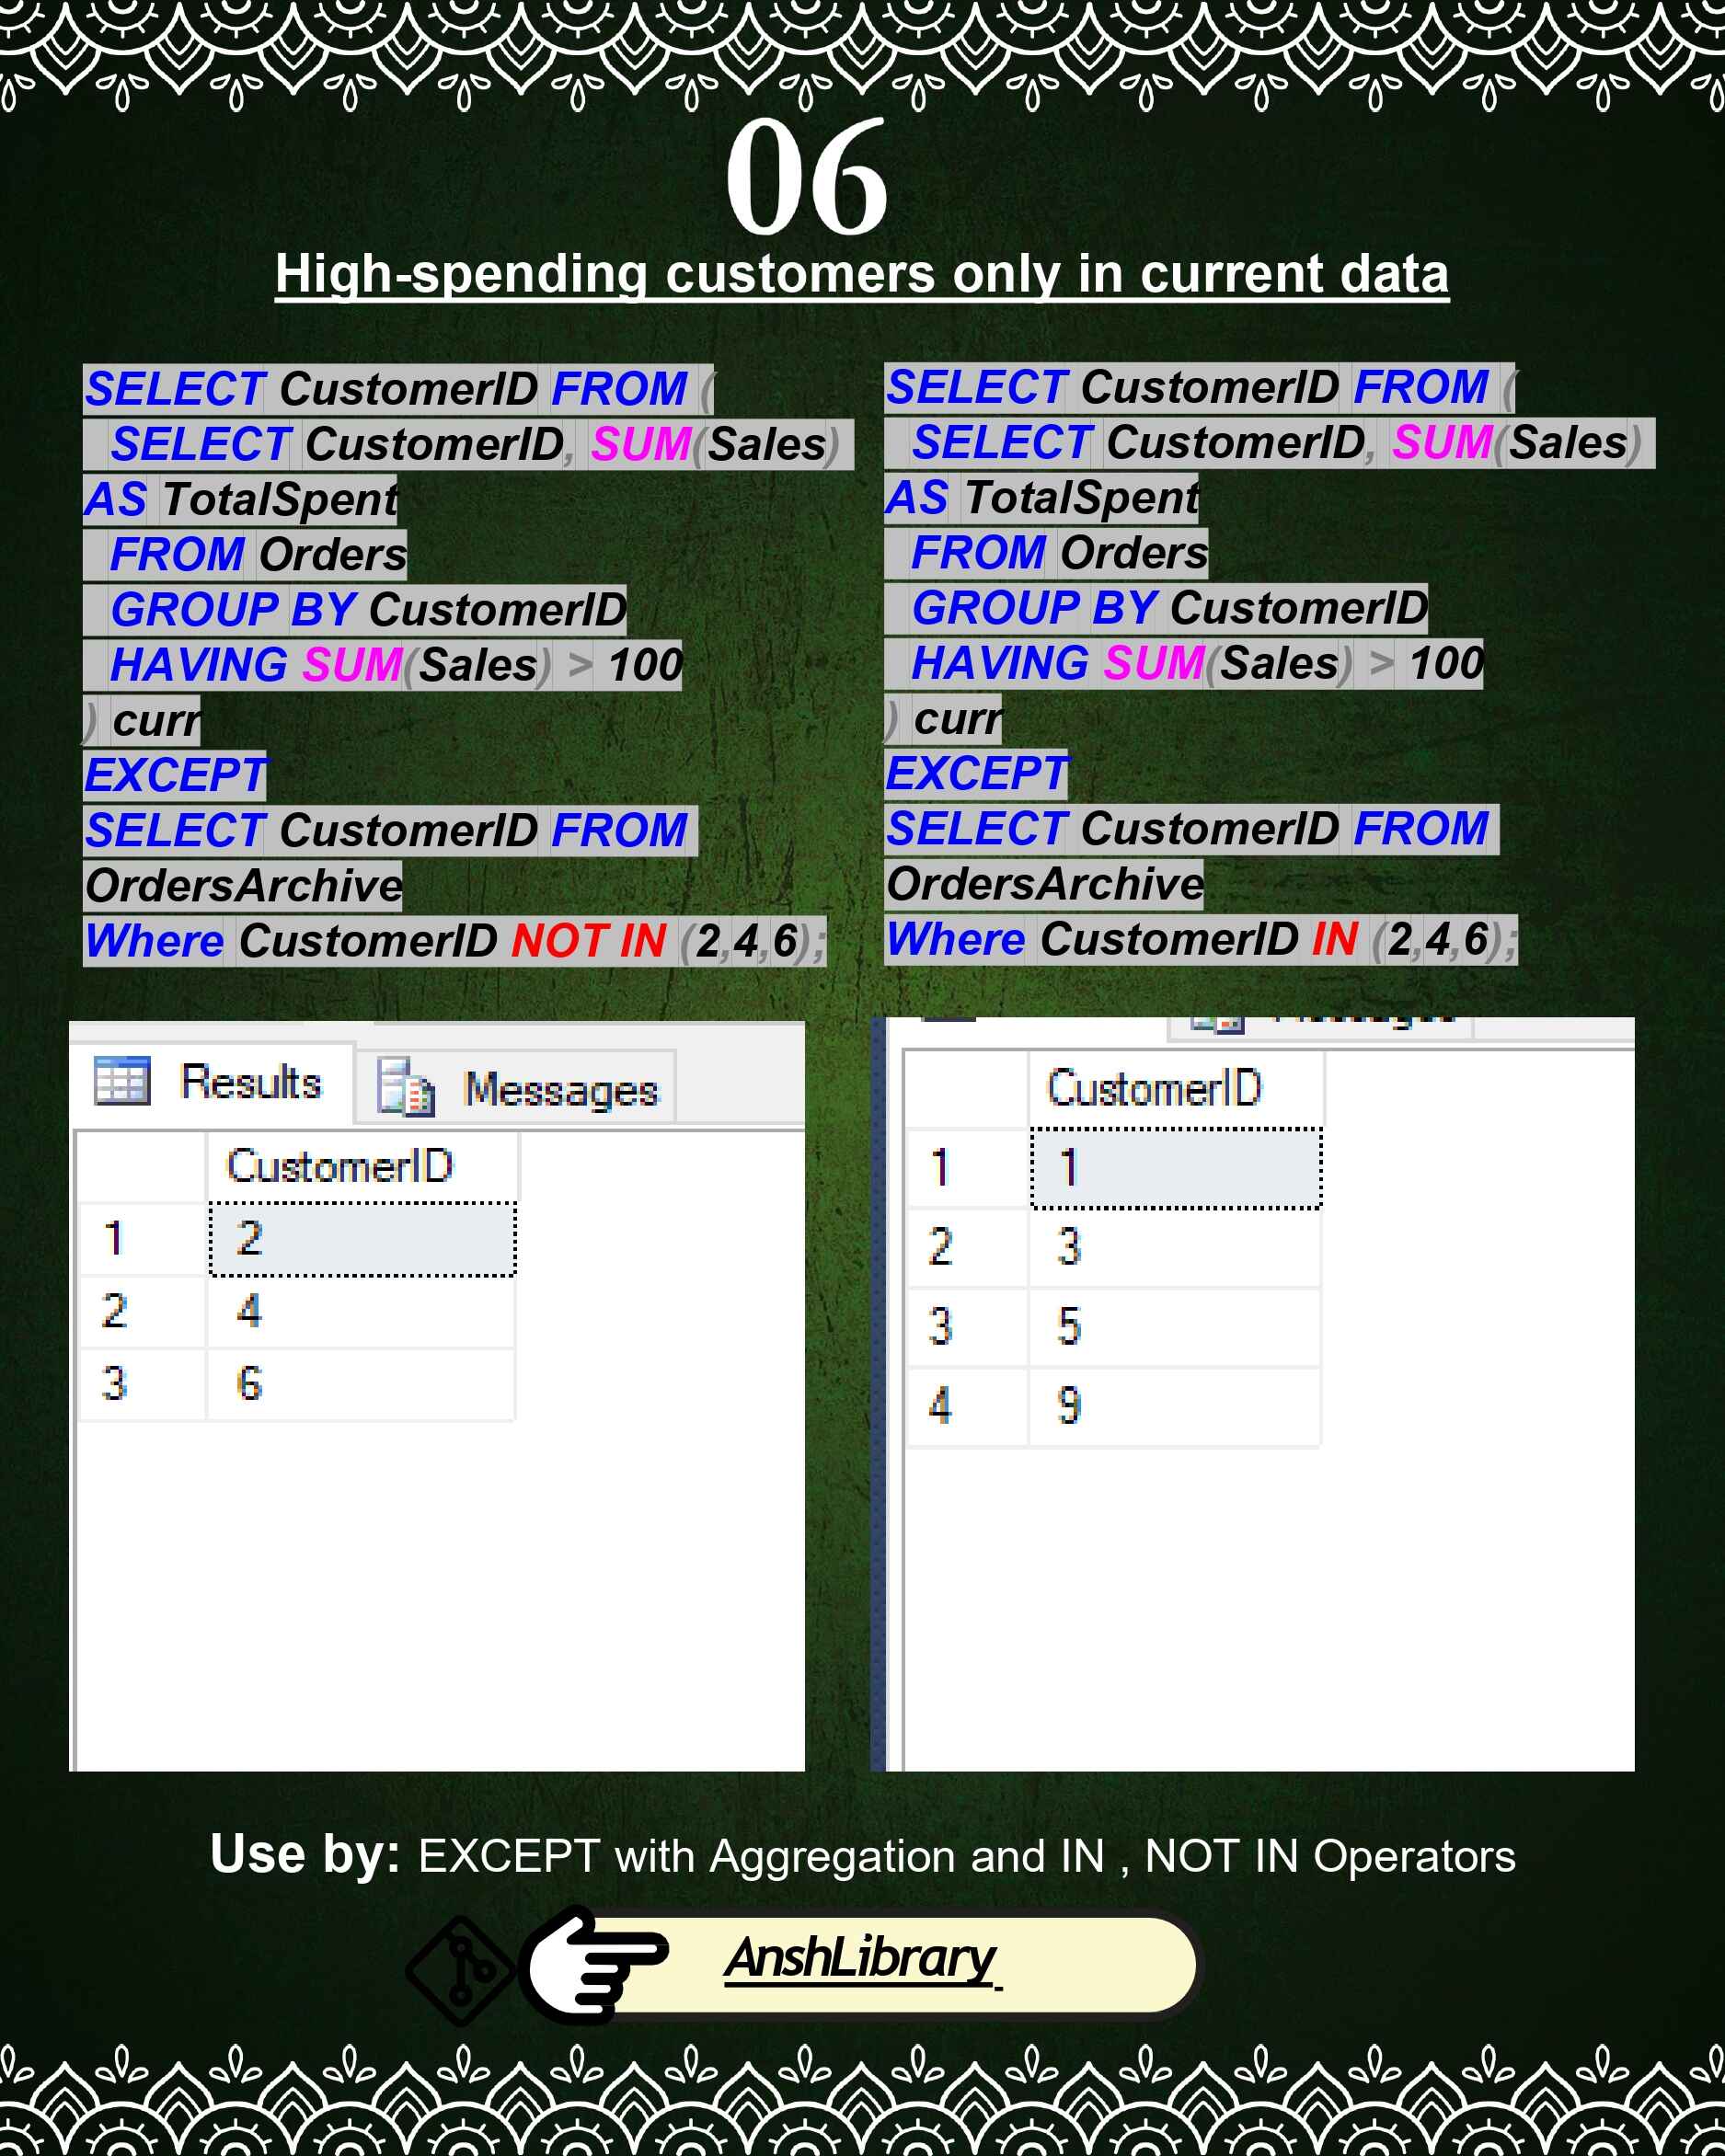 06
High-spending customers only in current data
SELECT CustomerID FROM (
SELECT CustomerID, SUM(Sales)
AS TotalSpent
FROM Orders
GROUP BY CustomerID
HAVING SUM(Sales) > 100
) curr
EXCEPT
SELECT CustomerID FROM
OrdersArchive
Where CustomerID NOT IN (2,4,6);
SELECT CustomerID FROM (
SELECT CustomerID, SUM(Sales)
AS TotalSpent
FROM Orders
GROUP BY CustomerID
HAVING SUM(Sales) > 100
) curr
EXCEPT
SELECT CustomerID FROM
OrdersArchive
Where CustomerID IN (2,4,6);
Results Messages
CustomerID
1 2
2 4
3 6
CustomerID
1 1
2 3
3 5
4 9
Use by: EXCEPT with Aggregation and IN , NOT IN Operators
AnshLibrary